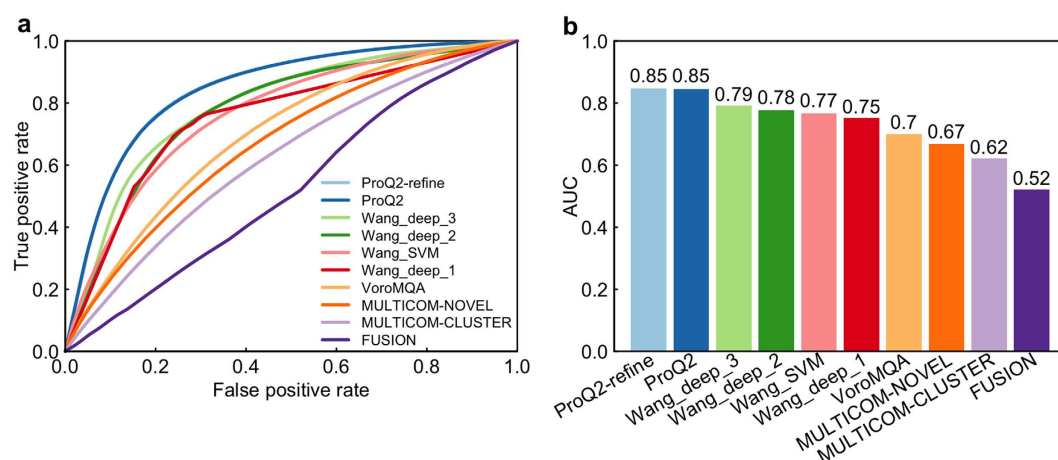 a
True positive rate
1.0
0.8
0.6
0.4
0.2
0.0
0.0 0.2 0.4 0.6 0.8 1.0
False positive rate
ProQ2-refine
ProQ2
Wang_deep_3
Wang_deep_2
Wang_SVM
Wang_deep_1
VoroMQA
MULTICOM-NOVEL
MULTICOM-CLUSTER
FUSION
b
AUC
1.0
0.8
0.6
0.4
0.2
0.0
0.85 0.85 0.79 0.78 0.77 0.75 0.7 0.67 0.62 0.52
ProQ2-refine
ProQ2
Wang_deep_3
Wang_deep_2
Wang_SVM
Wang_deep_1
VoroMQA
MULTICOM-NOVEL
MULTICOM-CLUSTER
FUSION